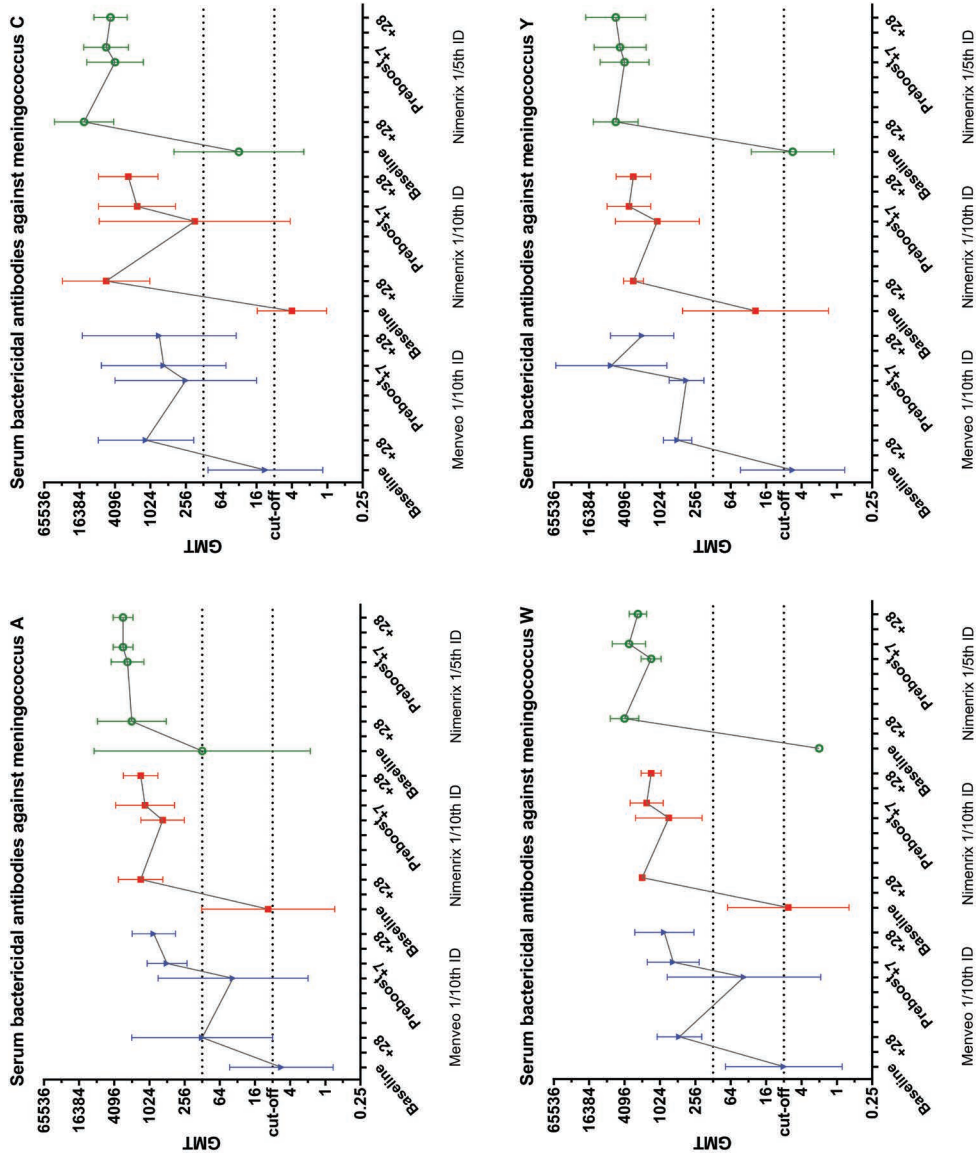 Serum bactericidal antibodies against meningococcus A
65536
16384
4096
1024
256
64
16
cut-off
4
1
0.25
GMT
Baseline
+28
Preboost
+7
+28
Baseline
+28
Preboost
+7
+28
Baseline
+28
Preboost
+7
+28
Menveo 1/10th ID
Nimenrix 1/10th ID
Nimenrix 1/5th ID
Serum bactericidal antibodies against meningococcus C
65536
16384
4096
1024
256
64
16
cut-off
4
1
0.25
GMT
Baseline
+28
Preboost
+7
+28
Baseline
+28
Preboost
+7
+28
Baseline
+28
Preboost
+7
+28
Menveo 1/10th ID
Nimenrix 1/10th ID
Nimenrix 1/5th ID
Serum bactericidal antibodies against meningococcus W
65536
16384
4096
1024
256
64
16
cut-off
4
1
0.25
GMT
Baseline
+28
Preboost
+7
+28
Baseline
+28
Preboost
+7
+28
Baseline
+28
Preboost
+7
+28
Menveo 1/10th ID
Nimenrix 1/10th ID
Nimenrix 1/5th ID
Serum bactericidal antibodies against meningococcus Y
65536
16384
4096
1024
256
64
16
cut-off
4
1
0.25
GMT
Baseline
+28
Preboost
+7
+28
Baseline
+28
Preboost
+7
+28
Baseline
+28
Preboost
+7
+28
Menveo 1/10th ID
Nimenrix 1/10th ID
Nimenrix 1/5th ID